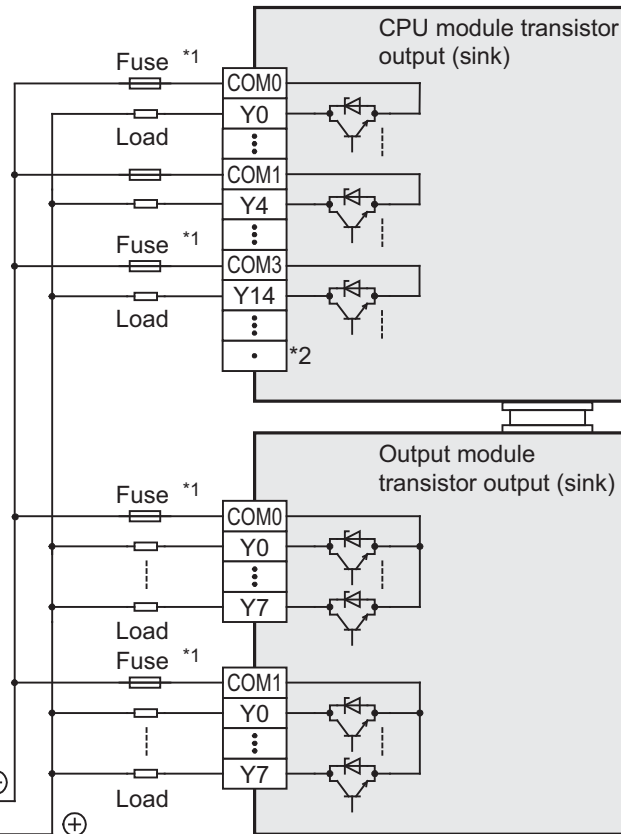 CPU module transistor
output (sink)
Fuse *1
COM0
Y0
Load
COM1
Y4
Fuse *1
COM3
Y14
Load
*2
Output module
transistor output (sink)
Fuse *1
COM0
Y0
Y7
Load
Fuse *1
COM1
Y0
Y7
Load